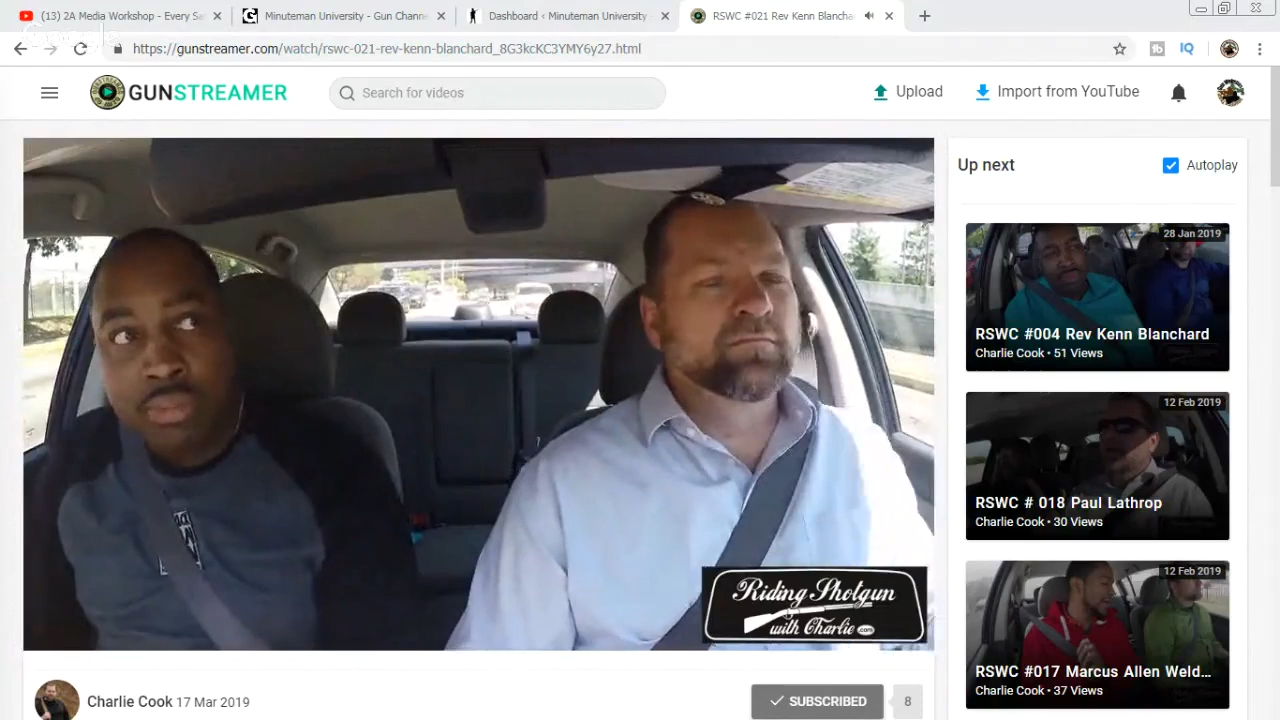 (13) 2A Media Workshop - Every Sa
Minuteman University - Gun Channe
Dashboard ‹ Minuteman University -
RSWC #021 Rev Kenn Blancha
https://gunstreamer.com/watch/rswc-021-rev-kenn-blanchard_8G3kcKC3YMY6y27.html
IQ
GUNSTREAMER
Search for videos
Upload
Import from YouTube
Up next
Autoplay
28 Jan 2019
RSWC #004 Rev Kenn Blanchard
Charlie Cook • 51 Views
12 Feb 2019
RSWC # 018 Paul Lathrop
Charlie Cook • 30 Views
12 Feb 2019
RSWC #017 Marcus Allen Weld...
Charlie Cook • 37 Views
Riding Shotgun
with Charlie.com
Charlie Cook 17 Mar 2019
SUBSCRIBED
8